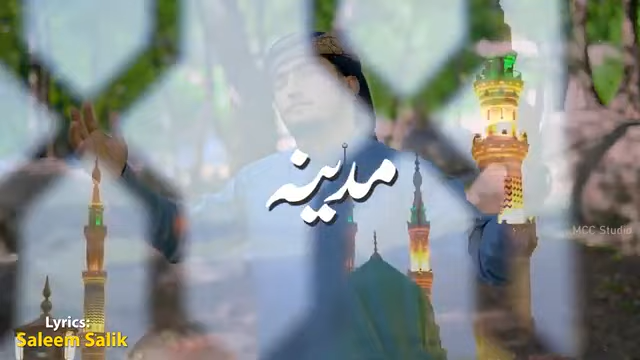 مدینہ
MCC Studio
Lyrics:
Saleem Salik